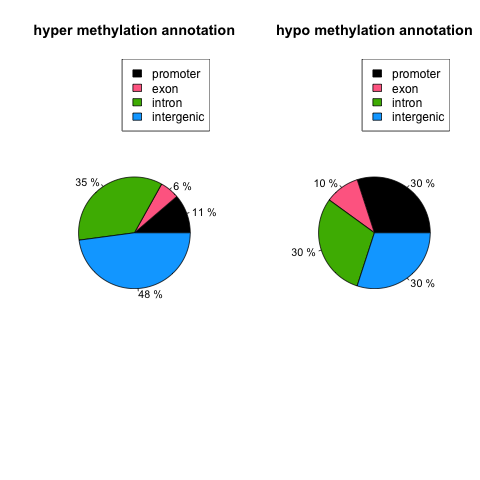 hyper methylation annotation
promoter
exon
intron
intergenic
35 %
6 %
11 %
48 %
hypo methylation annotation
promoter
exon
intron
intergenic
10 %
30 %
30 %
30 %